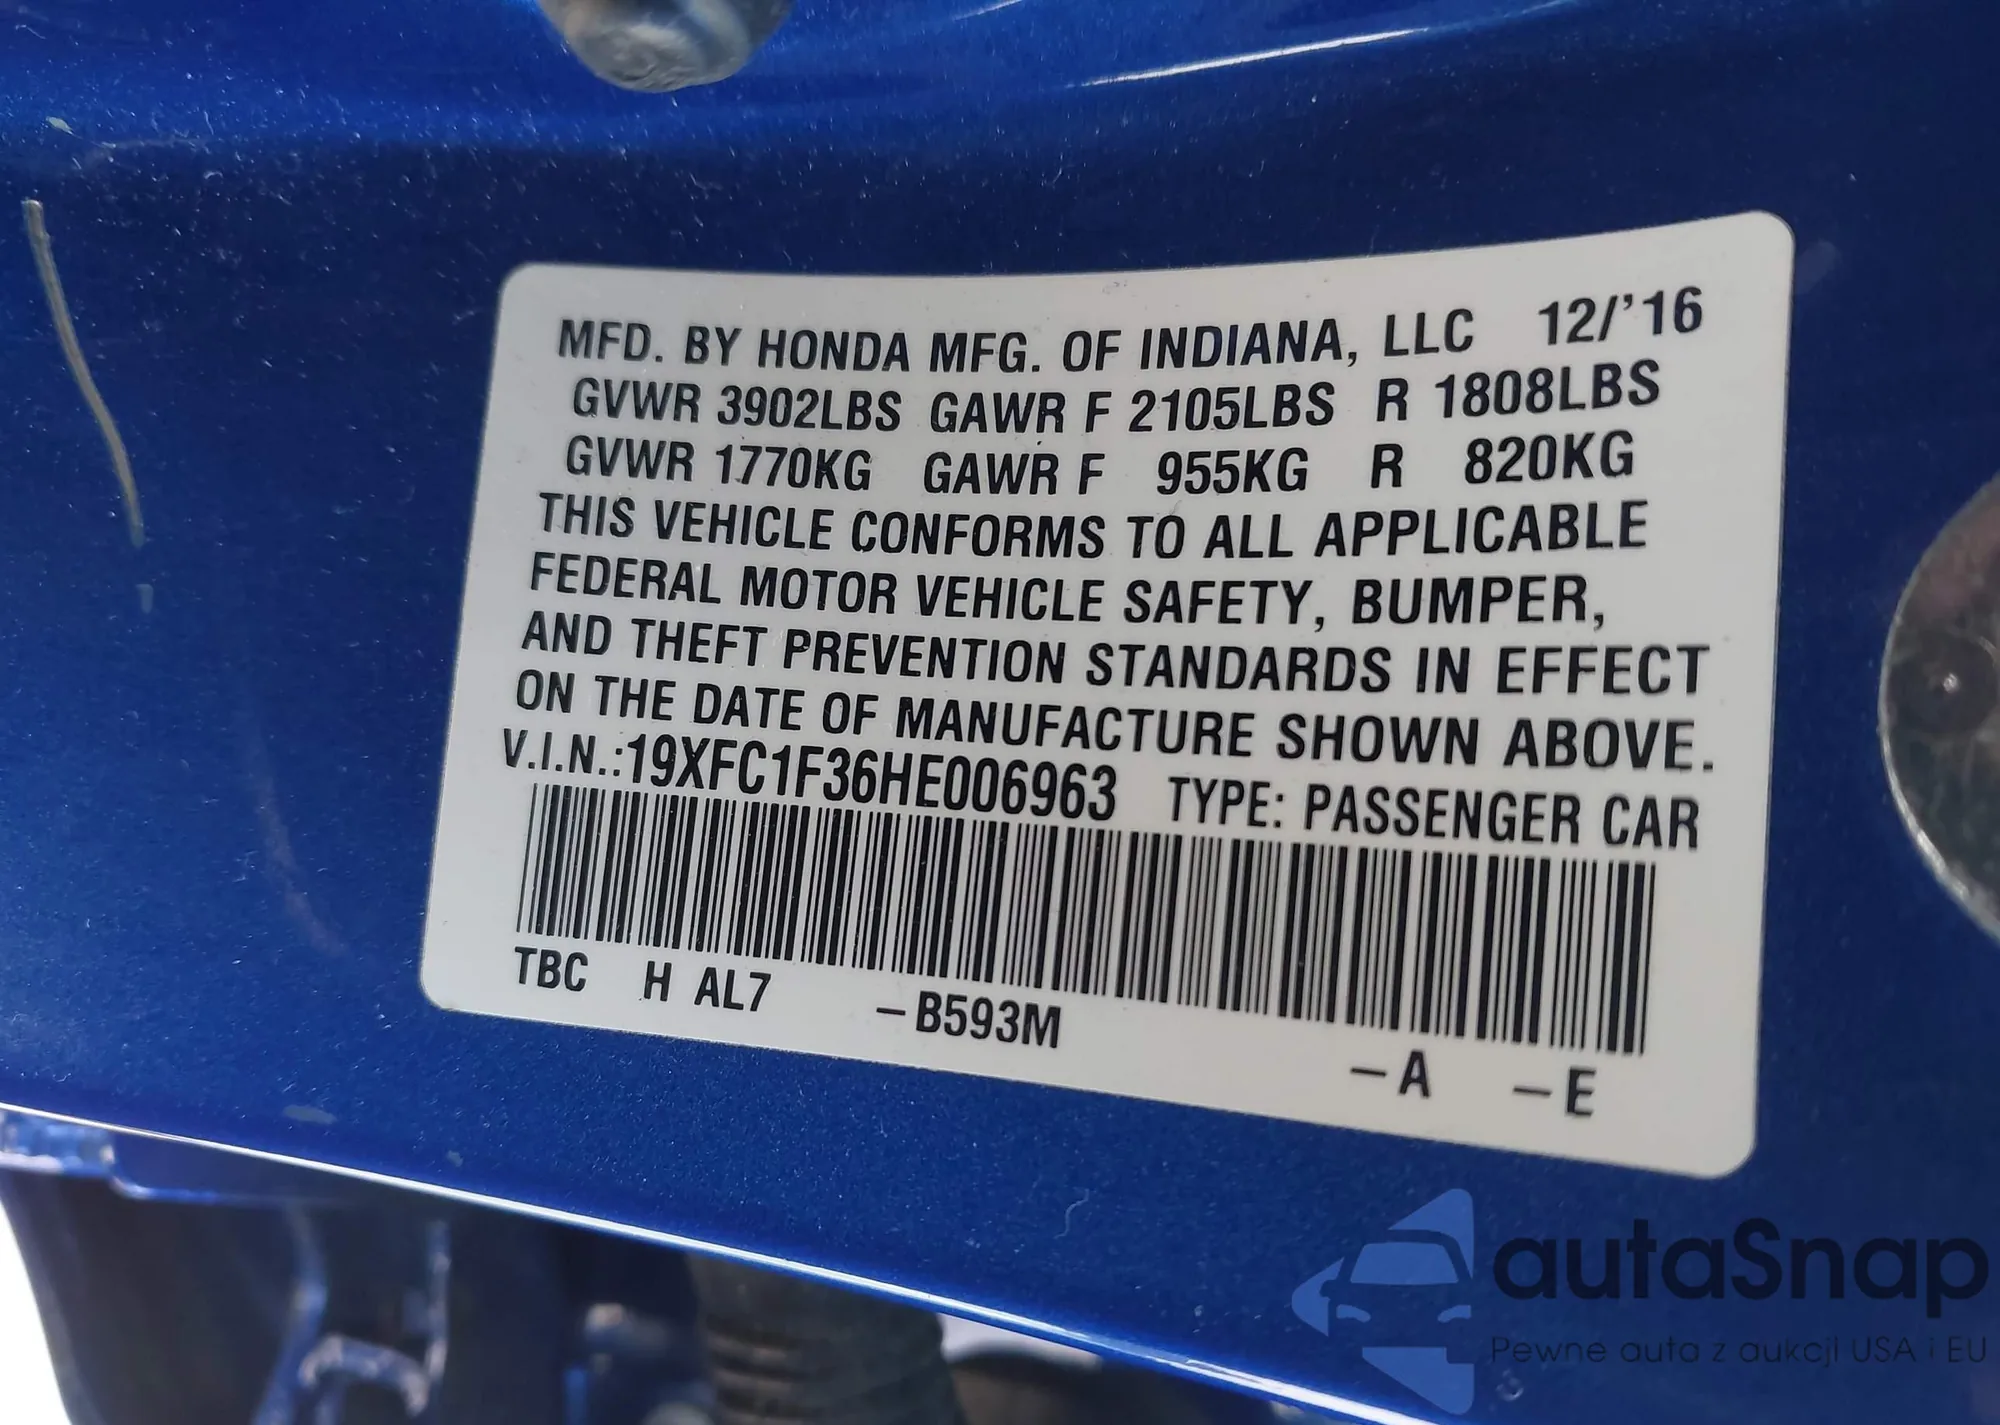 MFD. BY HONDA MFG. OF INDIANA, LLC 12/'16
GVWR 3902LBS GAWR F 2105LBS R 1808LBS
GVWR 1770KG GAWR F 955KG R 820KG
THIS VEHICLE CONFORMS TO ALL APPLICABLE
FEDERAL MOTOR VEHICLE SAFETY, BUMPER,
AND THEFT PREVENTION STANDARDS IN EFFECT
ON THE DATE OF MANUFACTURE SHOWN ABOVE.
V.I.N.:19XFC1F36HE006963 TYPE: PASSENGER CAR
TBC H AL7 –B593M –A –E
autaSnap
Pewne auta z aukcji USA i EU